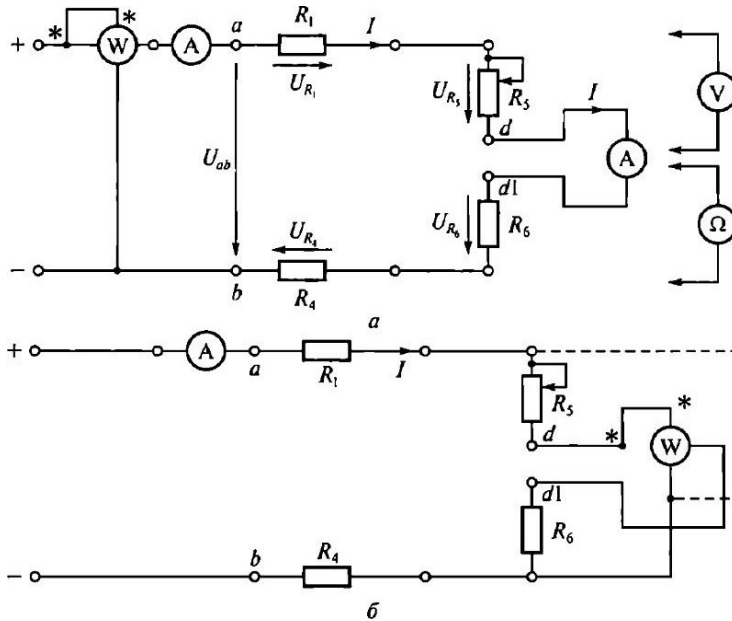 * * R₁ I
+ W A a
U_R₁ U_R₅ R₅ I V
d
U_ab A
d1
U_R₄ U_R₆ R₆ Ω
− b R₄
а
+ A a R₁ I
R₅ *
d * W
d1
R₆
− b R₄
б